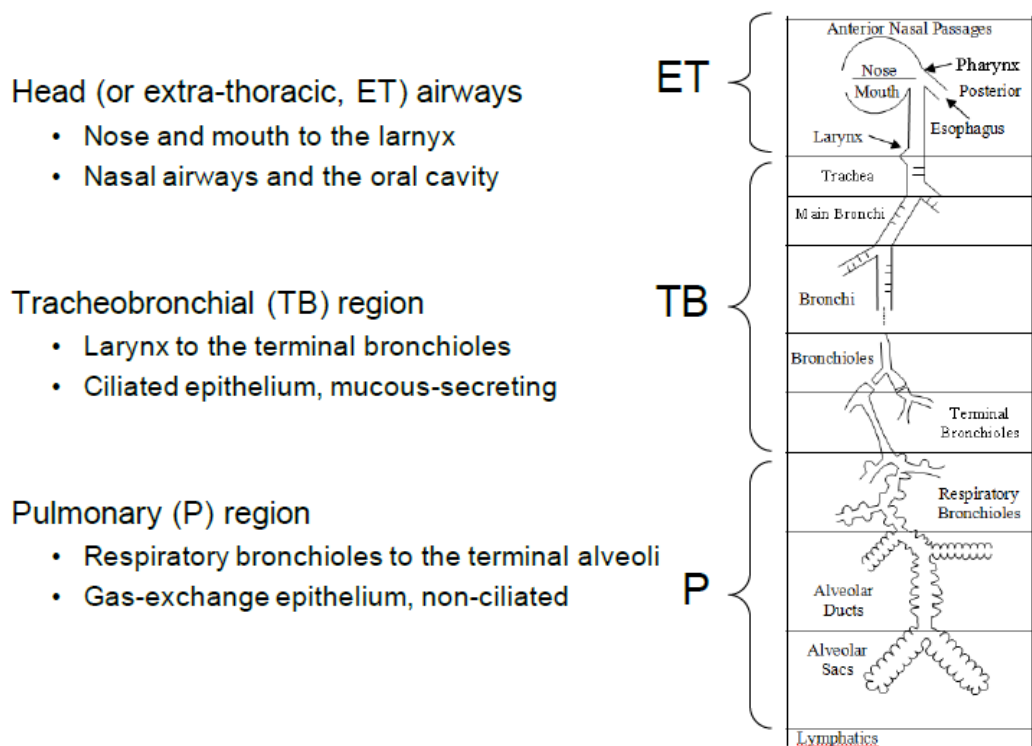 Head (or extra-thoracic, ET) airways
• Nose and mouth to the larnyx
• Nasal airways and the oral cavity
Tracheobronchial (TB) region
• Larynx to the terminal bronchioles
• Ciliated epithelium, mucous-secreting
Pulmonary (P) region
• Respiratory bronchioles to the terminal alveoli
• Gas-exchange epithelium, non-ciliated
ET
TB
P
Anterior Nasal Passages
Nose
Mouth
Pharynx
Posterior
Esophagus
Larynx
Trachea
Main Bronchi
Bronchi
Bronchioles
Terminal
Bronchioles
Respiratory
Bronchioles
Alveolar
Ducts
Alveolar
Sacs
Lymphatics